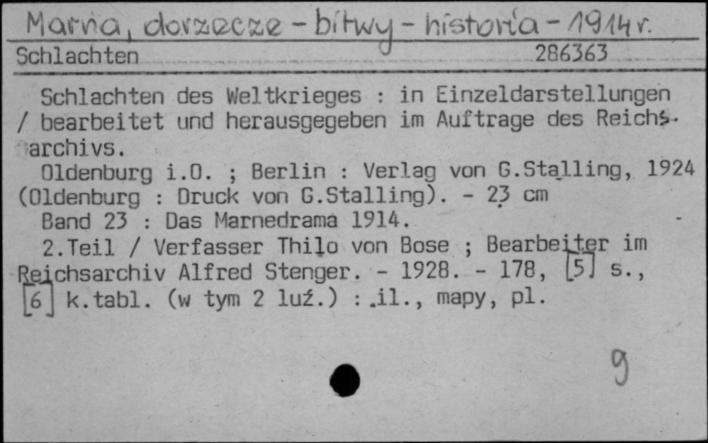 Marna, dorzecze - bitwy - historia - 1914 r.
Schlachten 286363
Schlachten des Weltkrieges : in Einzeldarstellungen
/ bearbeitet und herausgegeben im Auftrage des Reichs-
archivs.
Oldenburg i.O. ; Berlin : Verlag von G.Stalling, 1924
(Oldenburg : Druck von G.Stalling). - 23 cm
Band 23 : Das Marnedrama 1914.
2.Teil / Verfasser Thilo von Bose ; Bearbeiter im
Reichsarchiv Alfred Stenger. - 1928. - 178, [5] s.,
[6] k.tabl. (w tym 2 luź.) : il., mapy, pl.
g